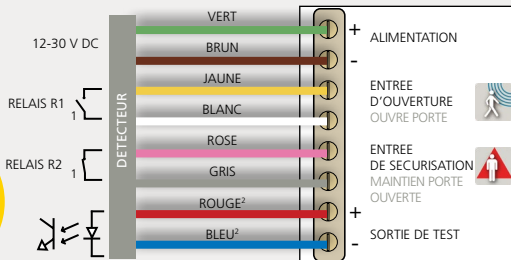 VERT
12-30 V DC
+ ALIMENTATION
BRUN
-
JAUNE
RELAIS R1
1
ENTREE
D'OUVERTURE
OUVRE PORTE
BLANC
DETECTEUR
ROSE
RELAIS R2
1
ENTREE
DE SECURISATION
MAINTIEN PORTE
OUVERTE
GRIS
ROUGE²
+
BLEU²
- SORTIE DE TEST